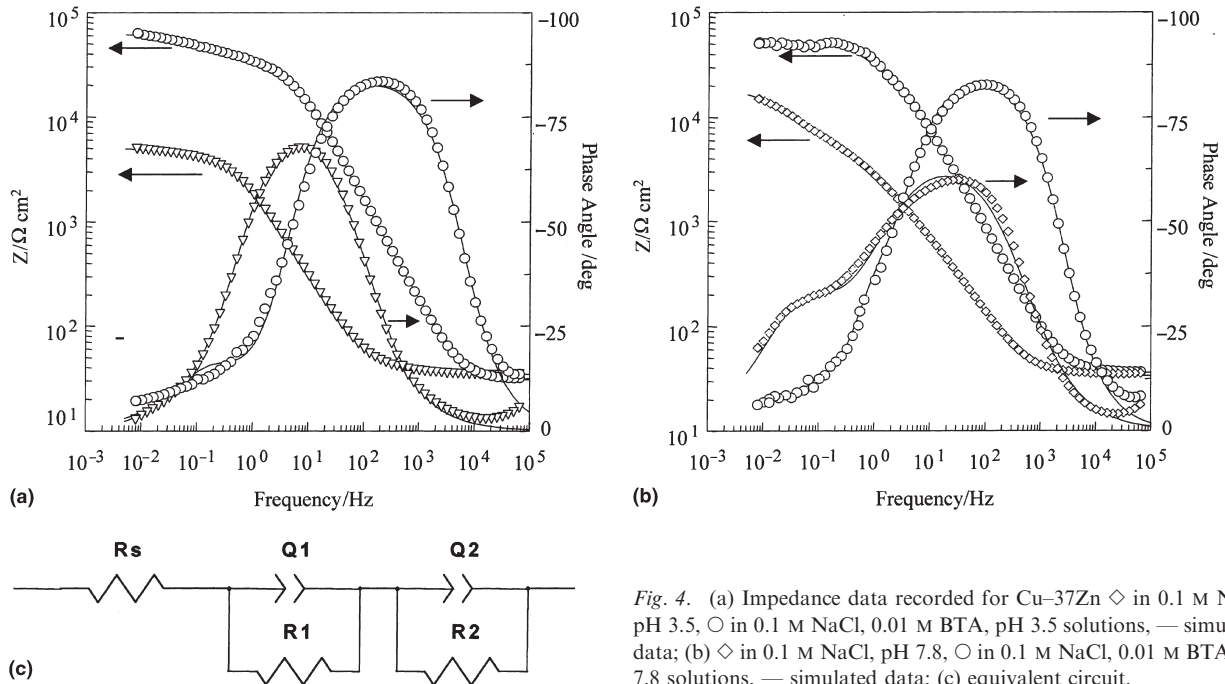 10^5
10^4
10^3
10^2
10^1
Z/Ω cm^2
–100
–75
–50
–25
0
Phase Angle /deg
10^-3 10^-2 10^-1 10^0 10^1 10^2 10^3 10^4 10^5
(a)
Frequency/Hz
10^5
10^4
10^3
10^2
10^1
Z/Ω cm^2
–100
–75
–50
–25
0
Phase Angle /deg
10^-3 10^-2 10^-1 10^0 10^1 10^2 10^3 10^4 10^5
(b)
Frequency/Hz
Rs Q1 Q2
R1 R2
(c)
Fig. 4. (a) Impedance data recorded for Cu–37Zn ◇ in 0.1 M N
pH 3.5, ○ in 0.1 M NaCl, 0.01 M BTA, pH 3.5 solutions, — simu
data; (b) ◇ in 0.1 M NaCl, pH 7.8, ○ in 0.1 M NaCl, 0.01 M BTA
7.8 solutions, — simulated data; (c) equivalent circuit.